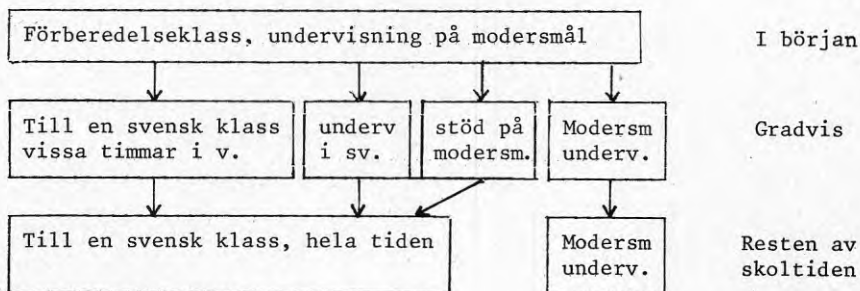 Förberedelseklass, undervisning på modersmål
I början
Till en svensk klass
vissa timmar i v.
underv
i sv.
stöd på
modersm.
Modersm
underv.
Gradvis
Till en svensk klass, hela tiden
Modersm
underv.
Resten av
skoltiden